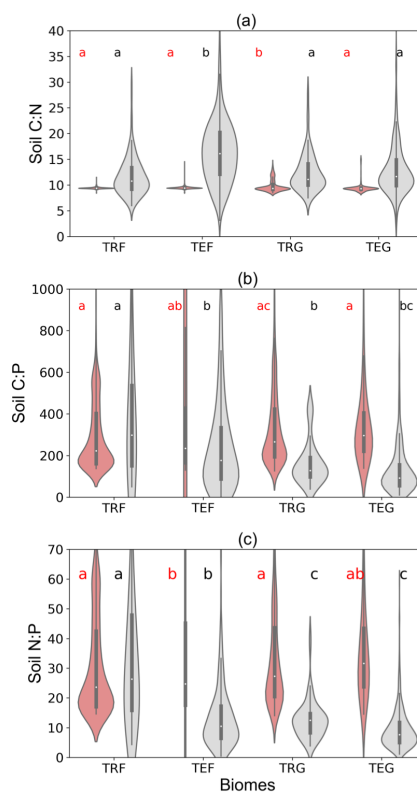 (a)
40
35
30
25
20
15
10
5
0
Soil C:N
a a a b b a a a
TRF TEF TRG TEG
(b)
1000
800
600
400
200
0
Soil C:P
a a ab b ac b a bc
TRF TEF TRG TEG
(c)
70
60
50
40
30
20
10
0
Soil N:P
a a b b a c ab c
TRF TEF TRG TEG
Biomes